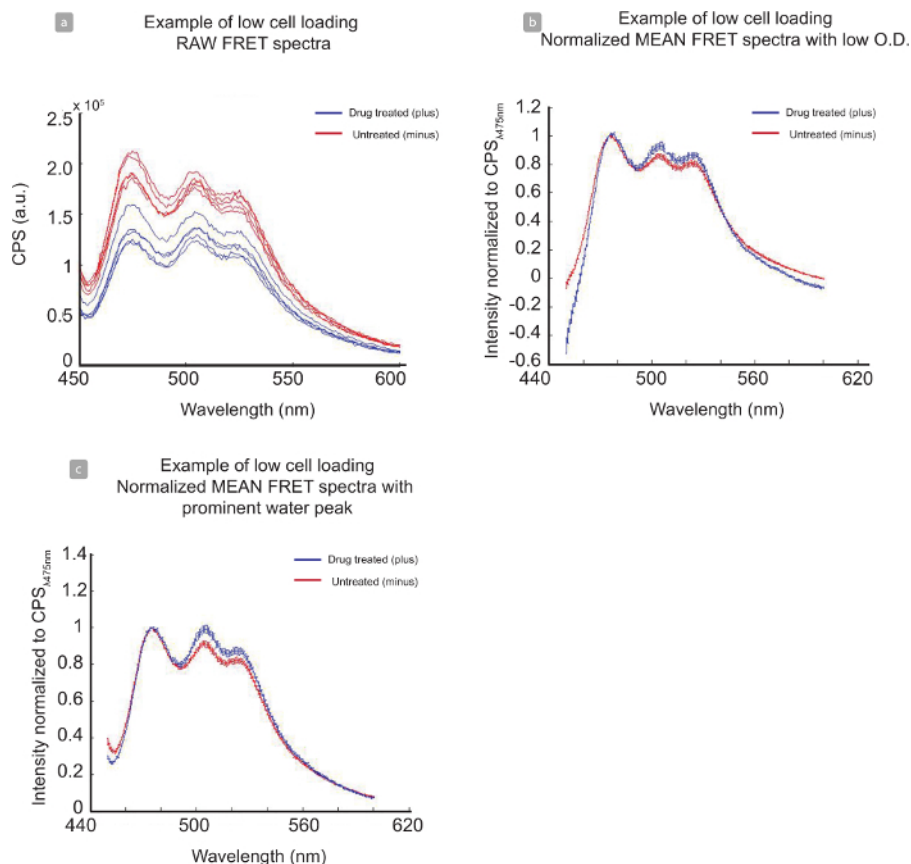 a
Example of low cell loading
RAW FRET spectra
x 10⁵
2.5
2.0
1.5
1
0.5
0
CPS (a.u.)
Drug treated (plus)
Untreated (minus)
450
500
550
600
Wavelength (nm)
b
Example of low cell loading
Normalized MEAN FRET spectra with low O.D.
1.2
1
0.8
0.6
0.4
0.2
0
-0.2
-0.4
-0.6
Intensity normalized to CPSλ475nm
Drug treated (plus)
Untreated (minus)
440
500
560
620
Wavelength (nm)
c
Example of low cell loading
Normalized MEAN FRET spectra with
prominent water peak
1.4
1.2
1
0.8
0.6
0.4
0.2
0
Intensity normalized to CPSλ475nm
Drug treated (plus)
Untreated (minus)
440
500
560
620
Wavelength (nm)